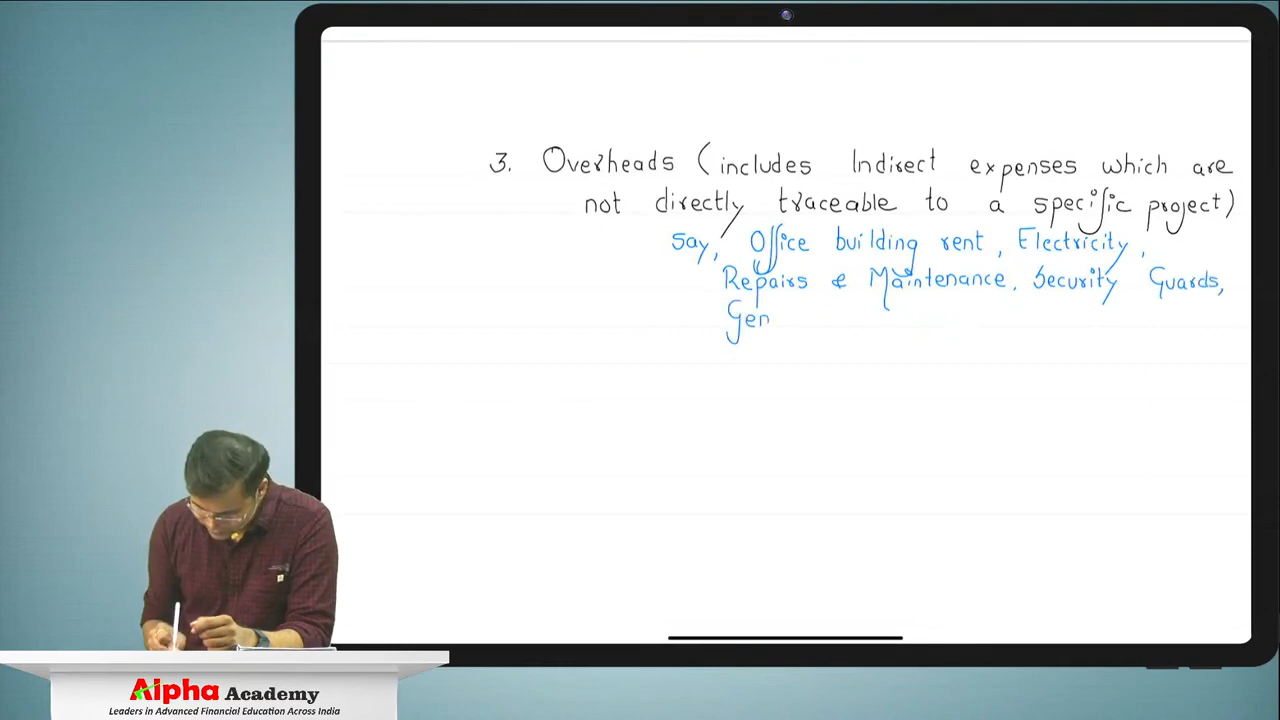 3. Overheads (includes Indirect expenses which are
not directly traceable to a specific project)
Say, Office building rent, Electricity,
Repairs & Maintenance, Security Guards,
Gen
Alpha Academy
Leaders in Advanced Financial Education Across India